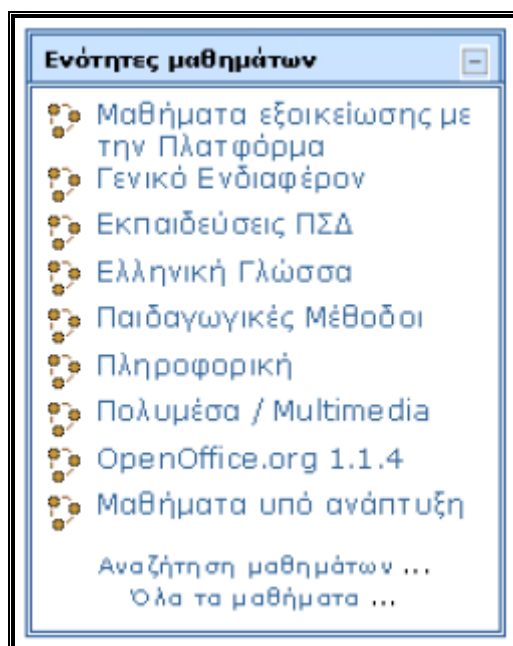 Ενότητες μαθημάτων
Μαθήματα εξοικείωσης με
την Πλατφόρμα
Γενικό Ενδιαφέρον
Εκπαιδεύσεις ΠΣΔ
Ελληνική Γλώσσα
Παιδαγωγικές Μέθοδοι
Πληροφορική
Πολυμέσα / Multimedia
OpenOffice.org 1.1.4
Μαθήματα υπό ανάπτυξη
Αναζήτηση μαθημάτων ...
Όλα τα μαθήματα ...